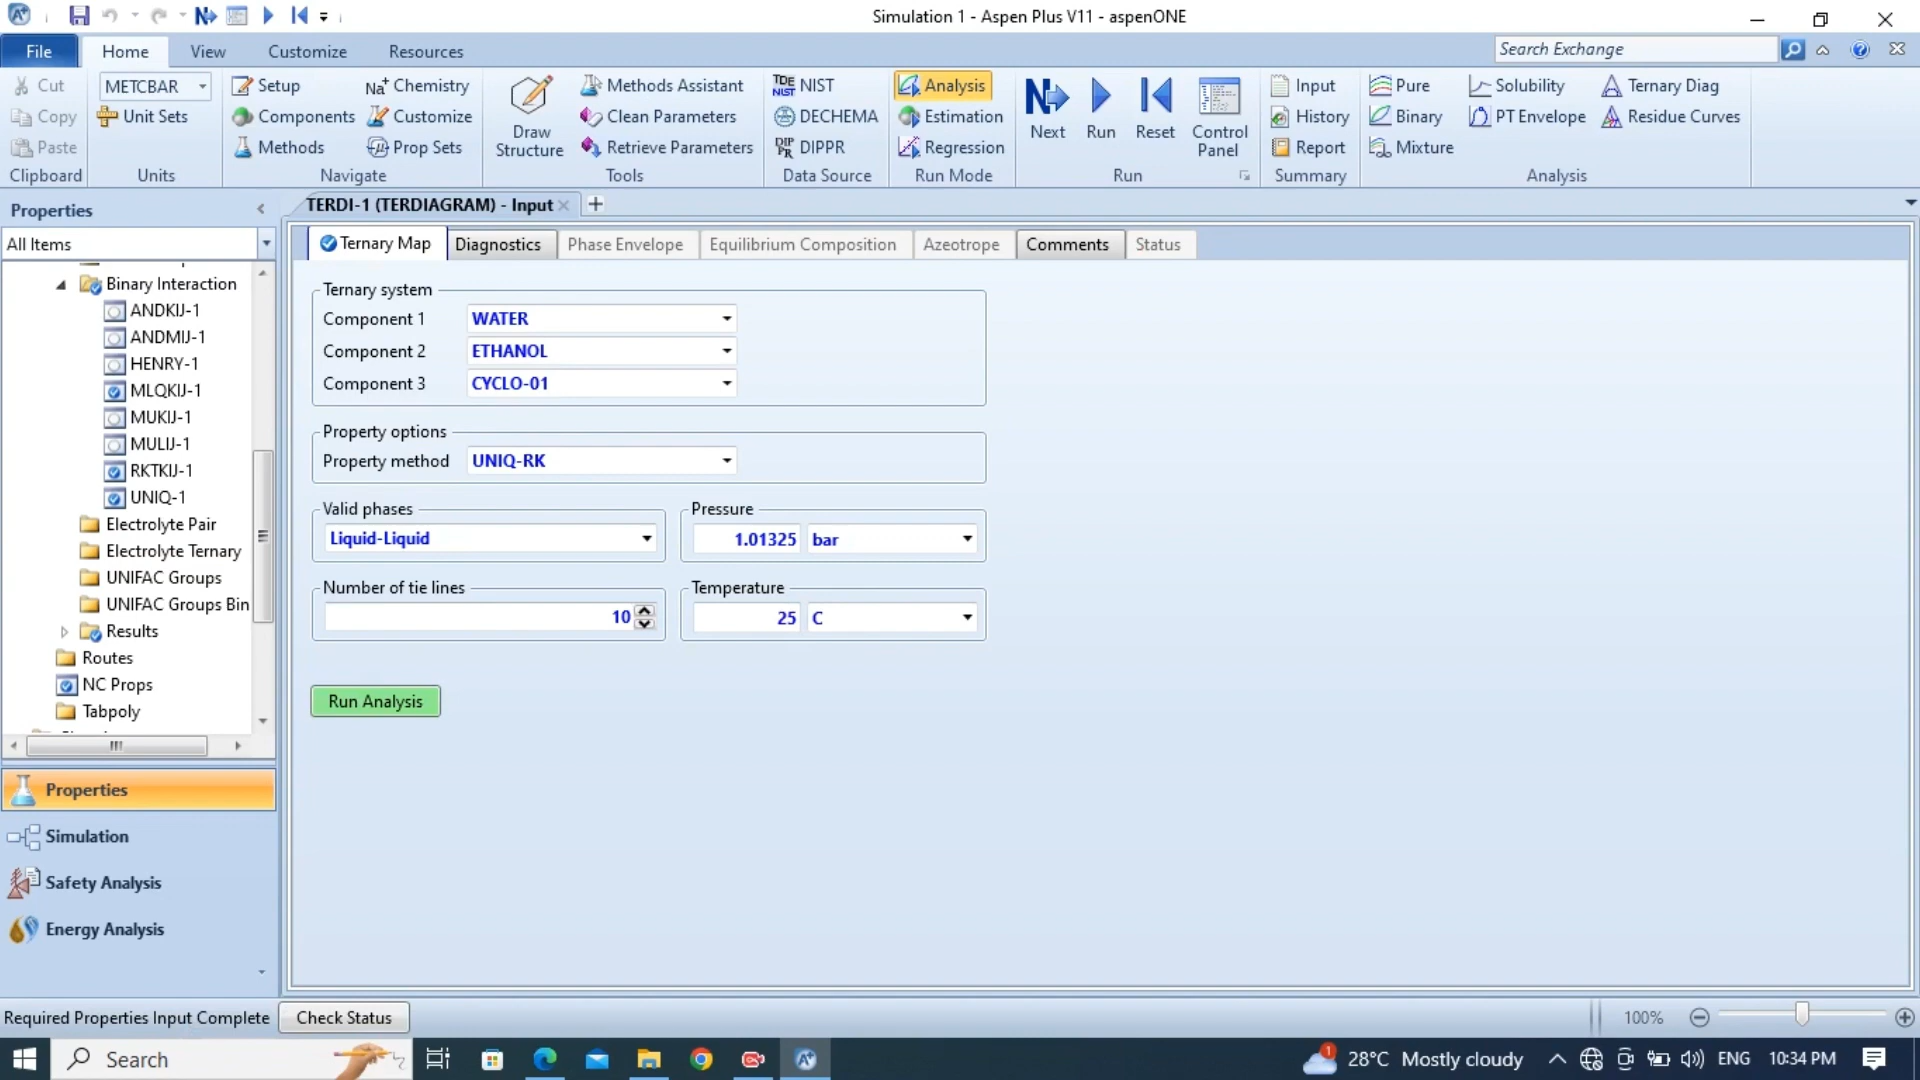 Simulation 1 - Aspen Plus V11 - aspenONE
File
Home
View
Customize
Resources
Search Exchange
Cut
Copy
Paste
Clipboard
METCBAR
Unit Sets
Units
Setup
Components
Methods
Na+ Chemistry
Customize
Prop Sets
Navigate
Draw
Structure
Methods Assistant
Clean Parameters
Retrieve Parameters
Tools
TDE NIST NIST
DECHEMA
DIP PR DIPPR
Data Source
Analysis
Estimation
Regression
Run Mode
N Next
Run
Reset
Control
Panel
Run
Input
History
Report
Summary
Pure
Binary
Mixture
Solubility
PT Envelope
Ternary Diag
Residue Curves
Analysis
Properties
All Items
Binary Interaction
ANDKIJ-1
ANDMIJ-1
HENRY-1
MLQKIJ-1
MUKIJ-1
MULIJ-1
RKTKIJ-1
UNIQ-1
Electrolyte Pair
Electrolyte Ternary
UNIFAC Groups
UNIFAC Groups Bin
Results
Routes
NC Props
Tabpoly
Properties
Simulation
Safety Analysis
Energy Analysis
TERDI-1 (TERDIAGRAM) - Input
Ternary Map
Diagnostics
Phase Envelope
Equilibrium Composition
Azeotrope
Comments
Status
Ternary system
Component 1 WATER
Component 2 ETHANOL
Component 3 CYCLO-01
Property options
Property method UNIQ-RK
Valid phases
Liquid-Liquid
Pressure
1.01325 bar
Number of tie lines
10
Temperature
25 C
Run Analysis
Required Properties Input Complete
Check Status
100%
Search
1
28°C Mostly cloudy
ENG
10:34 PM